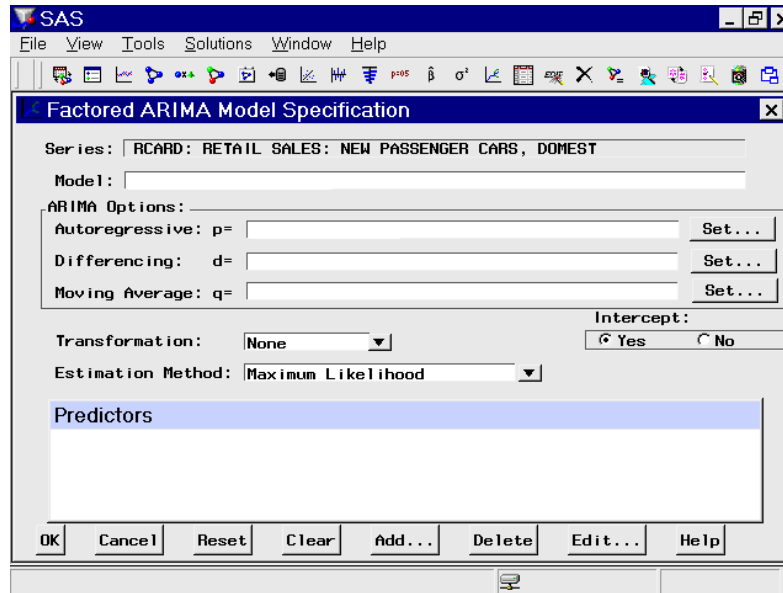 SAS
File View Tools Solutions Window Help
p=05 β̂ σ²
Factored ARIMA Model Specification
Series: RCARD: RETAIL SALES: NEW PASSENGER CARS, DOMEST
Model:
ARIMA Options:
Autoregressive: p= Set...
Differencing: d= Set...
Moving Average: q= Set...
Intercept:
Transformation: None Yes No
Estimation Method: Maximum Likelihood
Predictors
OK Cancel Reset Clear Add... Delete Edit... Help